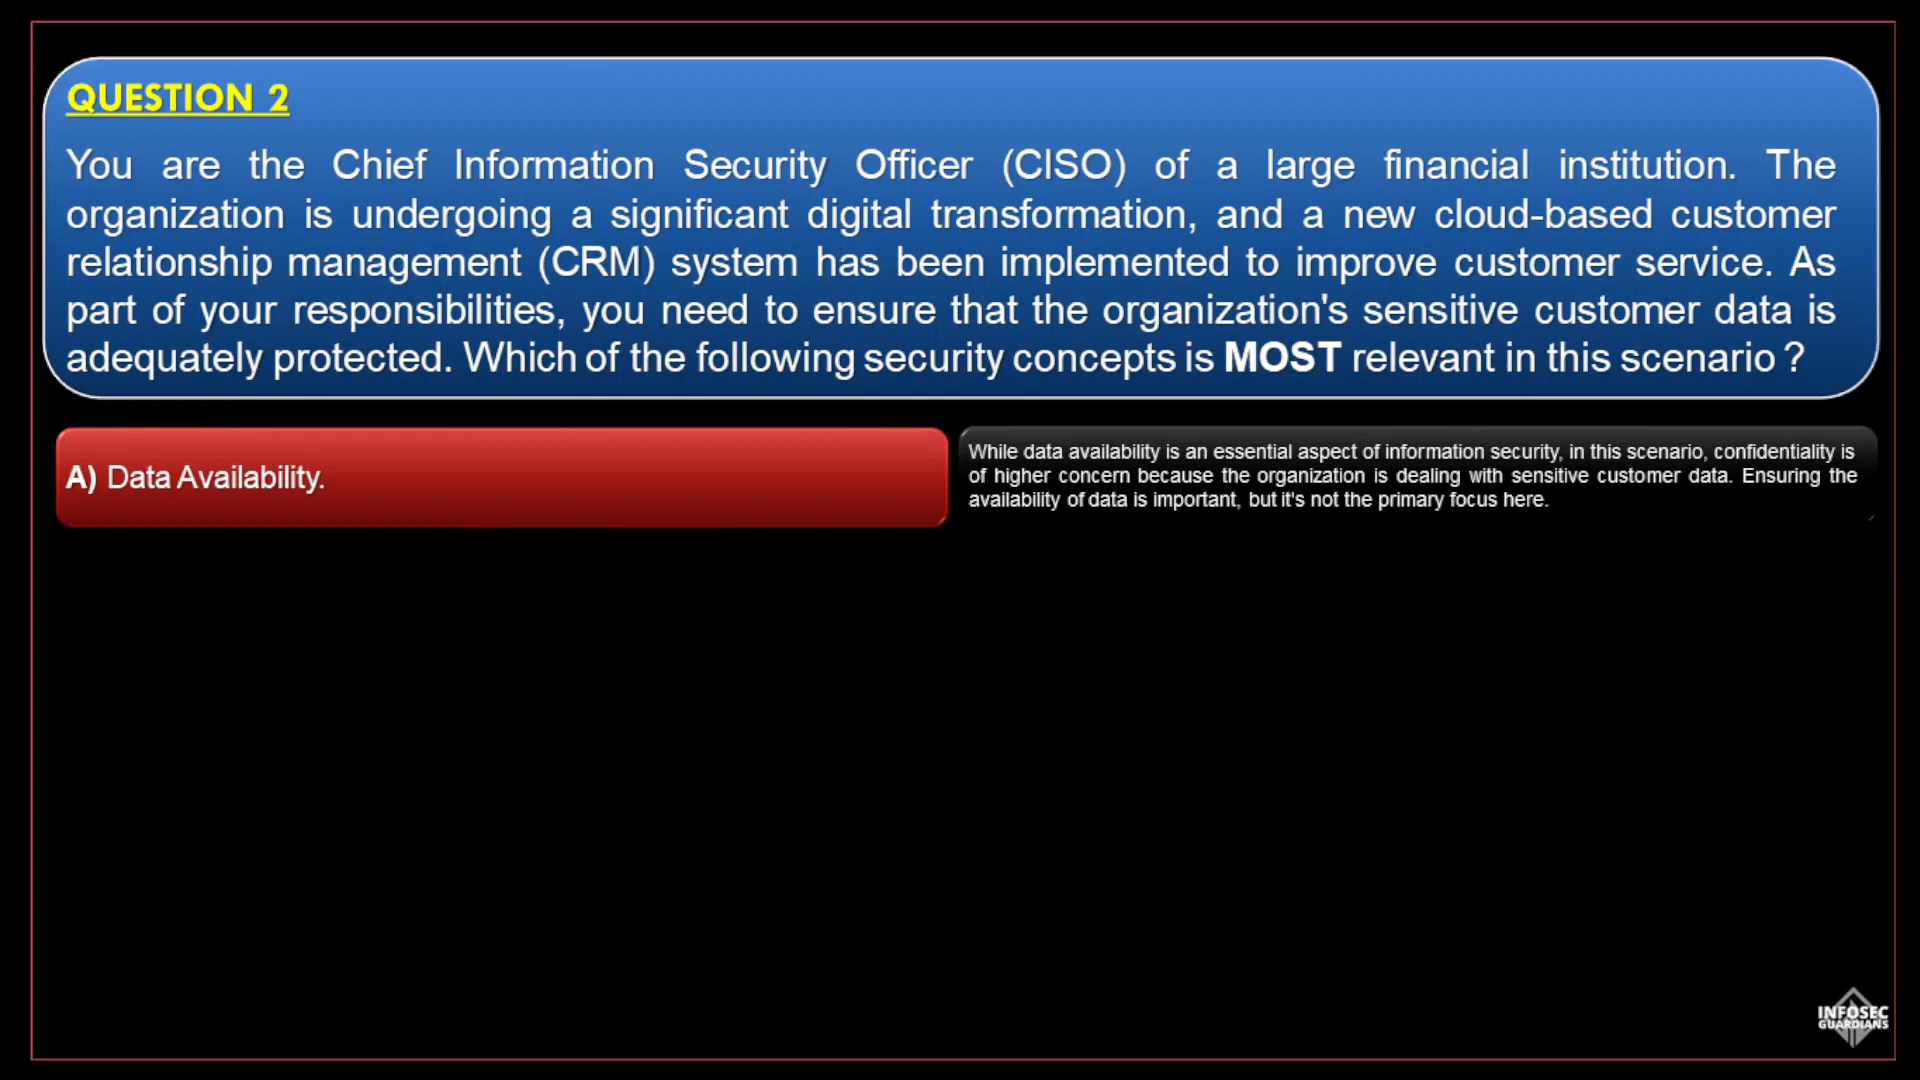 QUESTION 2
You are the Chief Information Security Officer (CISO) of a large financial institution. The
organization is undergoing a significant digital transformation, and a new cloud-based customer
relationship management (CRM) system has been implemented to improve customer service. As
part of your responsibilities, you need to ensure that the organization's sensitive customer data is
adequately protected. Which of the following security concepts is MOST relevant in this scenario ?
A) Data Availability.
While data availability is an essential aspect of information security, in this scenario, confidentiality is
of higher concern because the organization is dealing with sensitive customer data. Ensuring the
availability of data is important, but it's not the primary focus here.
INFOSEC
GUARDIANS